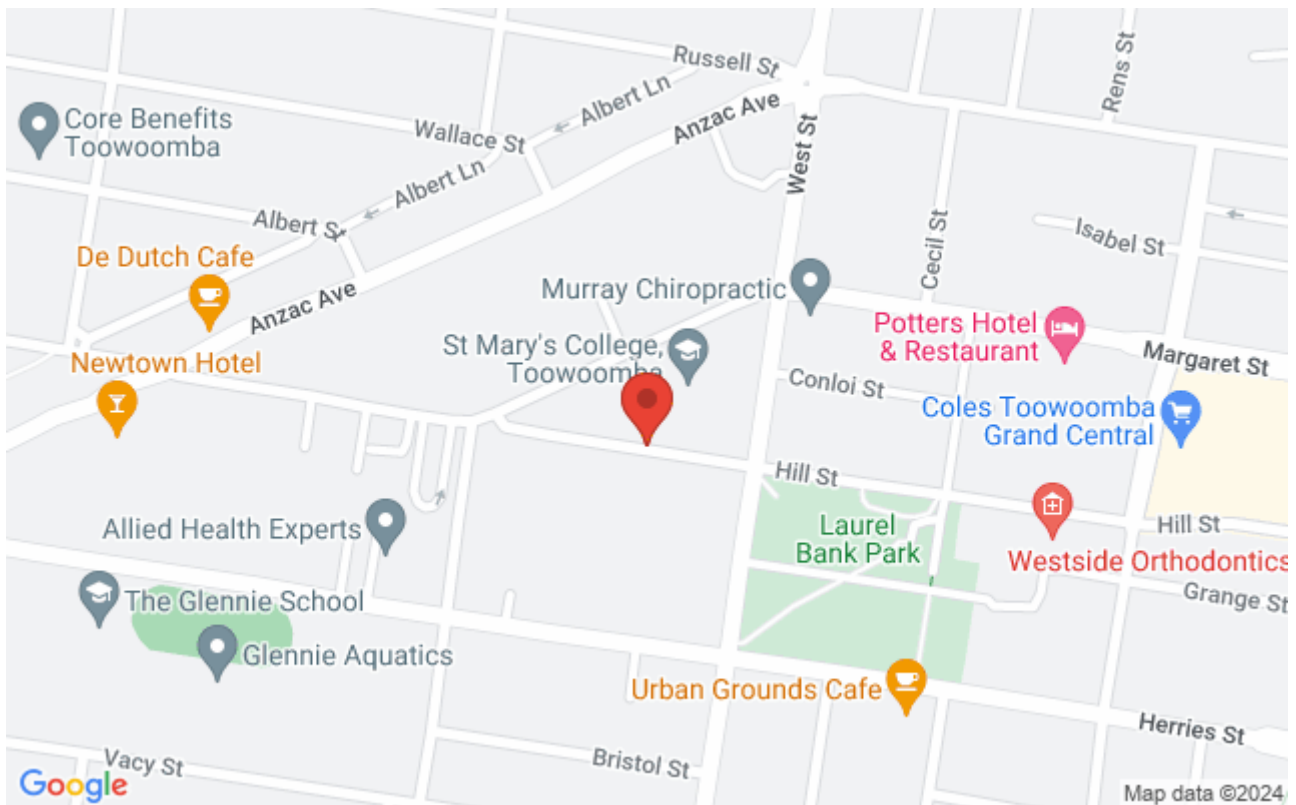 Russell St
Rens St
Core Benefits
Toowoomba
Albert Ln
Wallace St
Anzac Ave
West St
Albert Ln
Albert S
Cecil St
Isabel St
De Dutch Cafe
Anzac Ave
Murray Chiropractic
Potters Hotel
& Restaurant
Margaret St
St Mary's College,
Toowoomba
Newtown Hotel
Conloi St
Coles Toowoomba
Grand Central
Hill St
Hill St
Allied Health Experts
Laurel
Bank Park
Westside Orthodontics
Grange St
The Glennie School
Glennie Aquatics
Urban Grounds Cafe
Herries St
Vacy St
Bristol St
Google
Map data ©2024